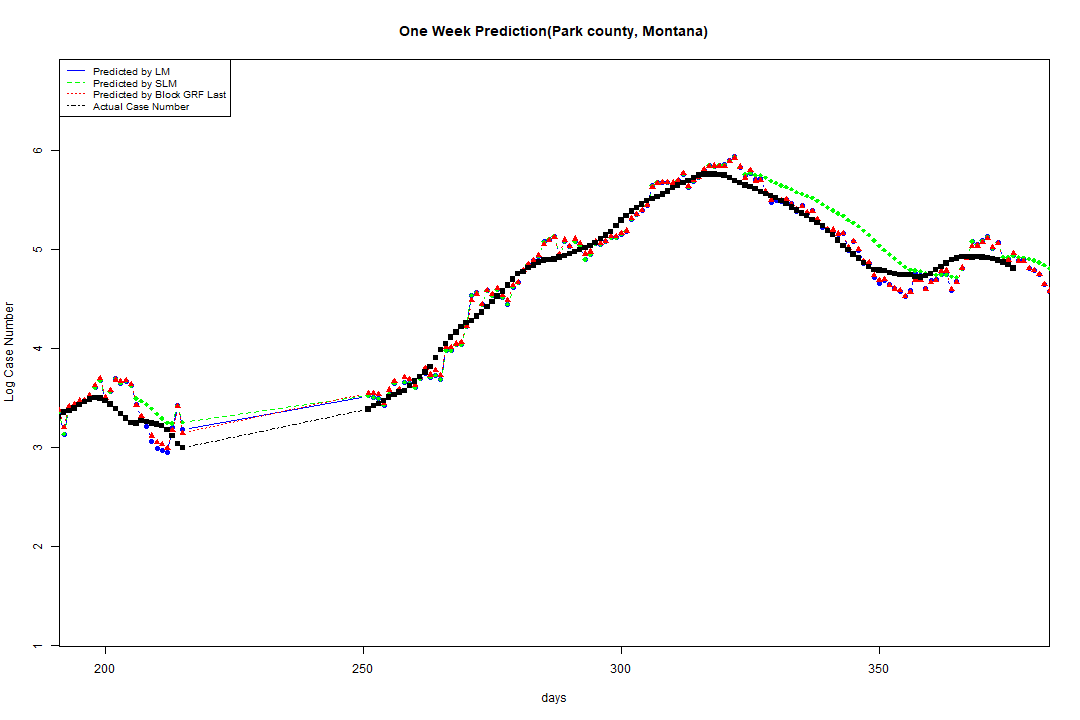 One Week Prediction(Park county, Montana)
Predicted by LM
Predicted by SLM
Predicted by Block GRF Last
Actual Case Number
6
5
4
3
2
1
Log Case Number
200 250 300 350
days